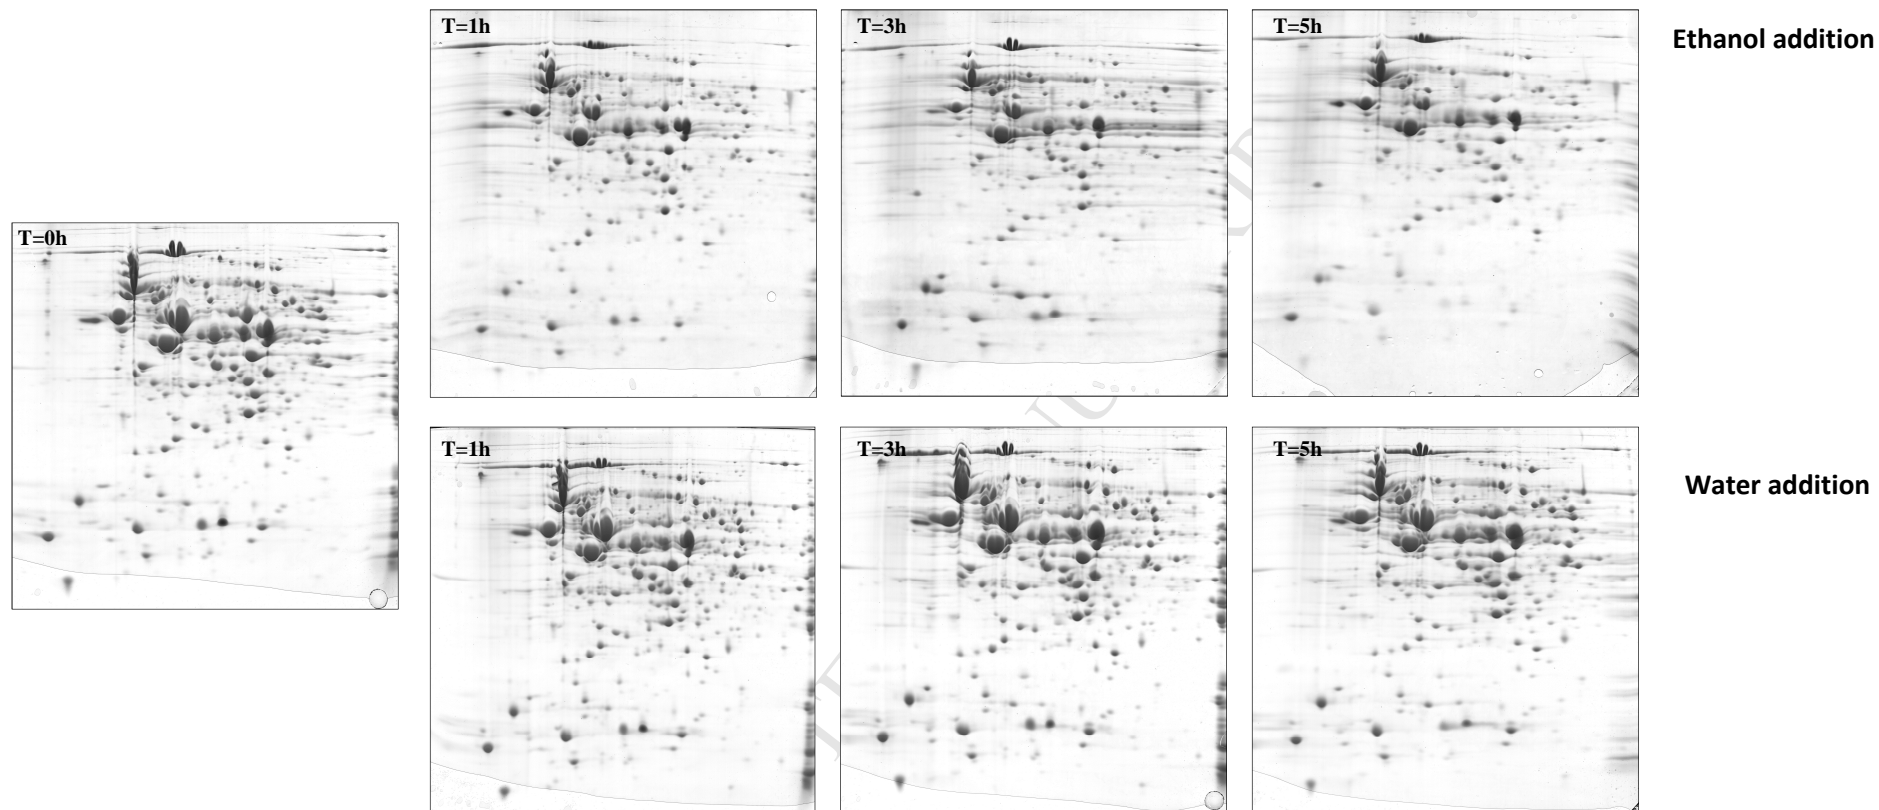 T=1h
T=3h
T=5h
Ethanol addition
T=0h
T=1h
T=3h
T=5h
Water addition